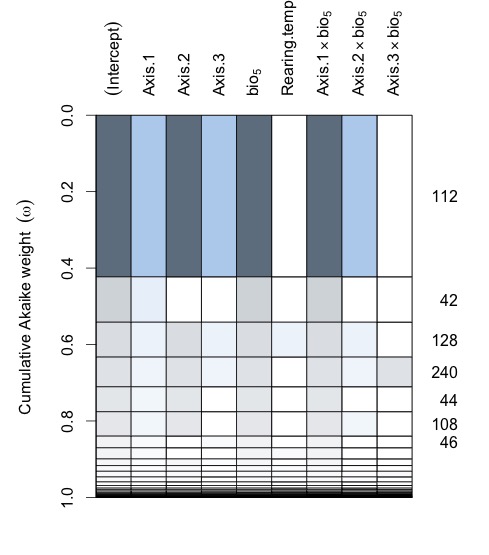 (Intercept)
Axis.1
Axis.2
Axis.3
bio₅
Rearing.temp
Axis.1 × bio₅
Axis.2 × bio₅
Axis.3 × bio₅
Cumulative Akaike weight (ω)
0.0
0.2
0.4
0.6
0.8
1.0
112
42
128
240
44
108
46